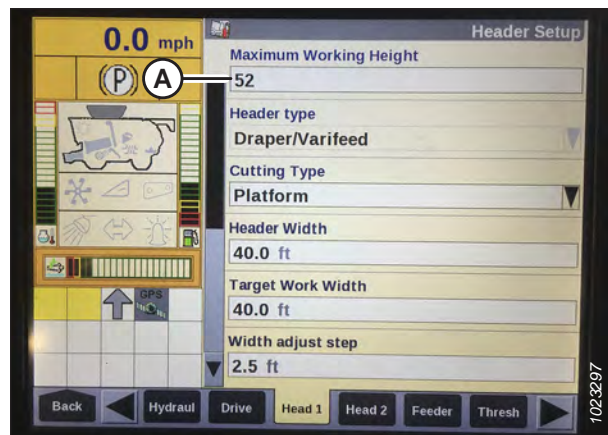 0.0 mph
(P)
A
Header Setup
Maximum Working Height
52
Header type
Draper/Varifeed
Cutting Type
Platform
Header Width
40.0 ft
Target Work Width
40.0 ft
Width adjust step
2.5 ft
GPS
Back
Hydraul
Drive
Head 1
Head 2
Feeder
Thresh
1023297